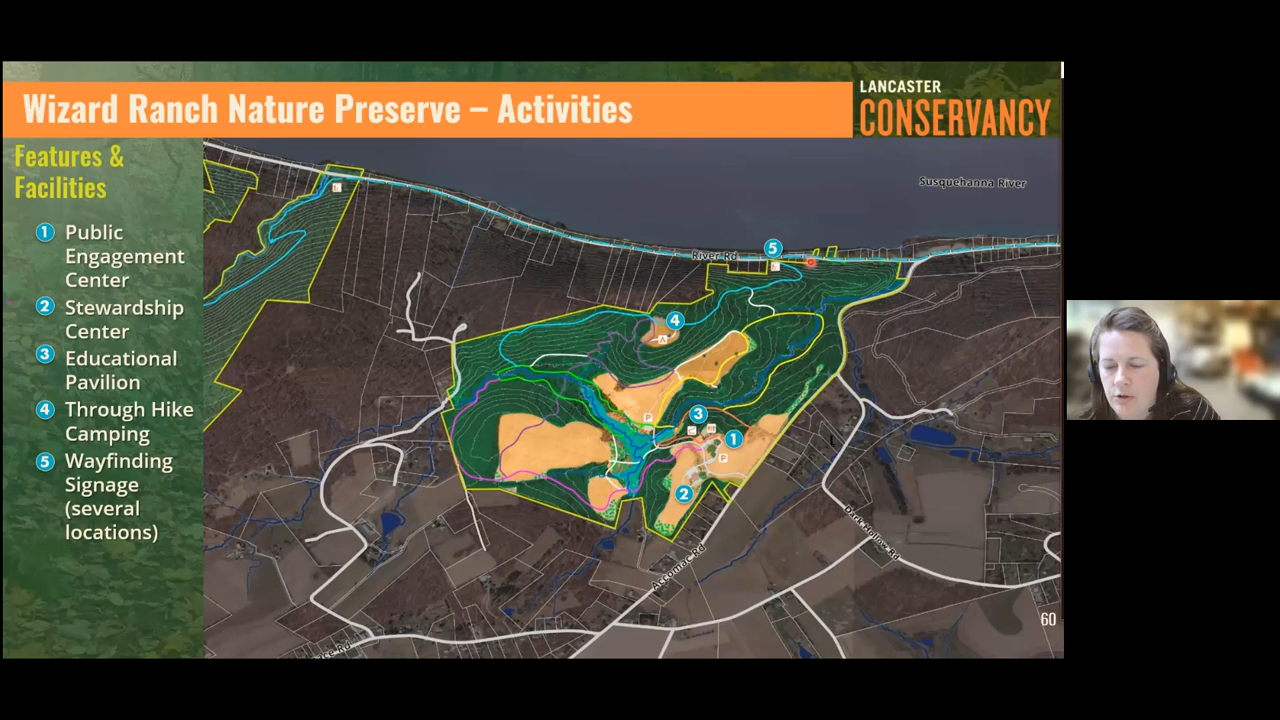 Wizard Ranch Nature Preserve – Activities
LANCASTER
CONSERVANCY
Features &
Facilities
1 Public
Engagement
Center
2 Stewardship
Center
3 Educational
Pavilion
4 Through Hike
Camping
5 Wayfinding
Signage
(several
locations)
Susquehanna River
River Rd
5
4
3
1
2
P
P
Accomac Rd
Dark Hollow Rd
60